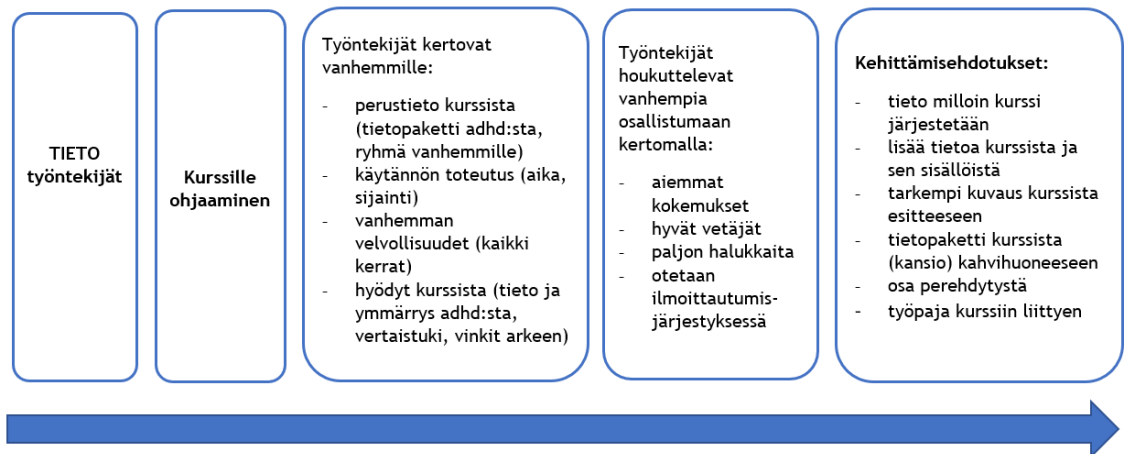 TIETO
työntekijät
Kurssille
ohjaaminen
Työntekijät kertovat
vanhemmille:
- perustieto kurssista
(tietopaketti adhd:sta,
ryhmä vanhemmille)
- käytännön toteutus (aika,
sijainti)
- vanhemman
velvollisuudet (kaikki
kerrat)
- hyödyt kurssista (tieto ja
ymmärrys adhd:sta,
vertaistuki, vinkit arkeen)
Työntekijät
houkuttelevat
vanhempia
osallistumaan
kertomalla:
- aiemmat
kokemukset
- hyvät vetäjät
- paljon halukkaita
- otetaan
ilmoittautumis-
järjestyksessä
Kehittämisehdotukset:
- tieto milloin kurssi
järjestetään
- lisää tietoa kurssista ja
sen sisällöistä
- tarkempi kuvaus kurssista
esitteeseen
- tietopaketti kurssista
(kansio) kahvihuoneeseen
- osa perehdytystä
- työpaja kurssiin liittyen